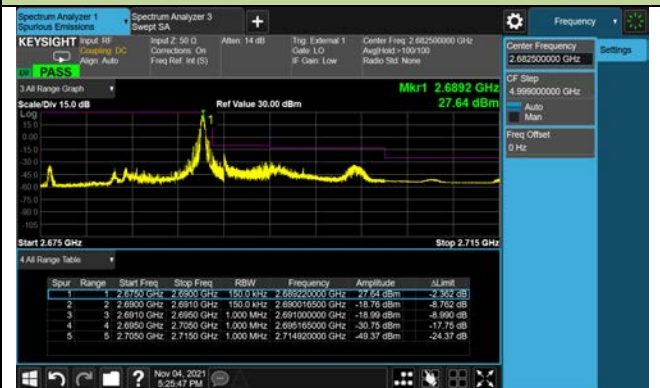 Spectrum Analyzer 1
Spurious Emissions
Spectrum Analyzer 3
Swept SA
+
Frequency
KEYSIGHT
Input: RF
Coupling: DC
Align: Auto
Input Z: 50 Ω
Corrections: On
Freq Ref: Int (S)
Atten: 14 dB
Trig: External 1
Gate: LO
IF Gain: Low
Center Freq: 2.682500000 GHz
Avg|Hold:>100/100
Radio Std: None
PASS
Center Frequency
2.682500000 GHz
Settings
CF Step
4.999000000 GHz
Auto
Man
Freq Offset
0 Hz
3 All Range Graph
Mkr1 2.6892 GHz
27.64 dBm
Scale/Div 15.0 dB
Ref Value 30.00 dBm
Log
15.0
0.00
-15.0
-30.0
-45.0
-60.0
-75.0
-90.0
-105
1
Start 2.675 GHz
Stop 2.715 GHz
4 All Range Table
Spur Range Start Freq Stop Freq RBW Frequency Amplitude ΔLimit
1 1 2.6750 GHz 2.6900 GHz 150.0 kHz 2.689220000 GHz 27.64 dBm -2.362 dB
2 2 2.6900 GHz 2.6910 GHz 150.0 kHz 2.690016500 GHz -18.76 dBm -8.762 dB
3 3 2.6910 GHz 2.6950 GHz 1.000 MHz 2.691000000 GHz -18.99 dBm -8.990 dB
4 4 2.6950 GHz 2.7050 GHz 1.000 MHz 2.695165000 GHz -30.75 dBm -17.75 dB
5 5 2.7050 GHz 2.7150 GHz 1.000 MHz 2.714920000 GHz -49.37 dBm -24.37 dB
?
Nov 04, 2021
5:25:47 PM